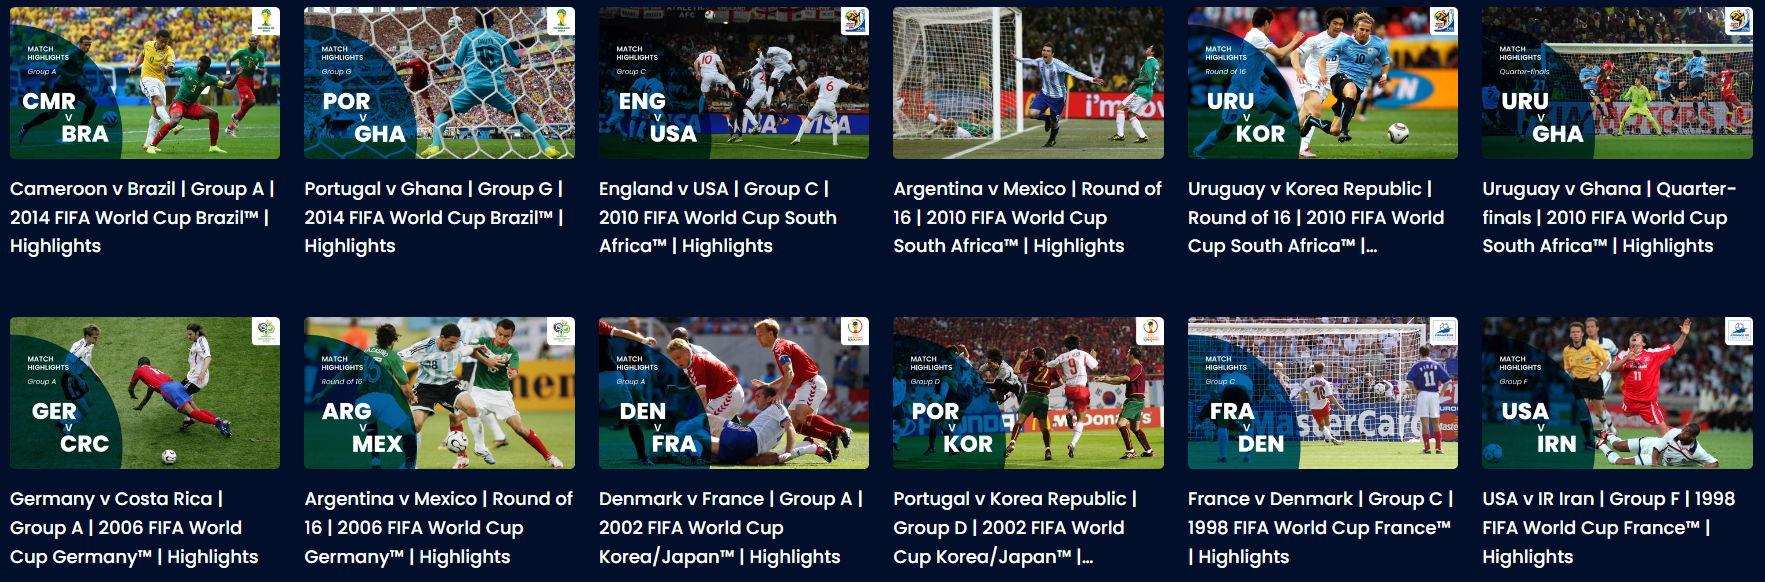 MATCH
HIGHLIGHTS
Group A
CMR
V
BRA
Cameroon v Brazil | Group A |
2014 FIFA World Cup Brazil™ |
Highlights
MATCH
HIGHLIGHTS
Group G
POR
V
GHA
Portugal v Ghana | Group G |
2014 FIFA World Cup Brazil™ |
Highlights
MATCH
HIGHLIGHTS
Group C
ENG
V
USA
VISA
England v USA | Group C |
2010 FIFA World Cup South
Africa™ | Highlights
i'm
Argentina v Mexico | Round of
16 | 2010 FIFA World Cup
South Africa™ | Highlights
MATCH
HIGHLIGHTS
Round of 16
URU
V
KOR
10
Uruguay v Korea Republic |
Round of 16 | 2010 FIFA World
Cup South Africa™ |...
MATCH
HIGHLIGHTS
Quarter-finals
URU
V
GHA
Uruguay v Ghana | Quarter-
finals | 2010 FIFA World Cup
South Africa™ | Highlights
MATCH
HIGHLIGHTS
Group A
GER
V
CRC
Germany v Costa Rica |
Group A | 2006 FIFA World
Cup Germany™ | Highlights
MATCH
HIGHLIGHTS
Round of 16
ARG
V
MEX
Argentina v Mexico | Round of
16 | 2006 FIFA World Cup
Germany™ | Highlights
MATCH
HIGHLIGHTS
Group A
DEN
V
FRA
Denmark v France | Group A |
2002 FIFA World Cup
Korea/Japan™ | Highlights
MATCH
HIGHLIGHTS
Group D
POR
V
KOR
Portugal v Korea Republic |
Group D | 2002 FIFA World
Cup Korea/Japan™ |...
MATCH
HIGHLIGHTS
Group C
FRA
V
DEN
MasterCard
11
France v Denmark | Group C |
1998 FIFA World Cup France™
| Highlights
MATCH
HIGHLIGHTS
Group F
USA
V
IRN
11
USA v IR Iran | Group F | 1998
FIFA World Cup France™ |
Highlights